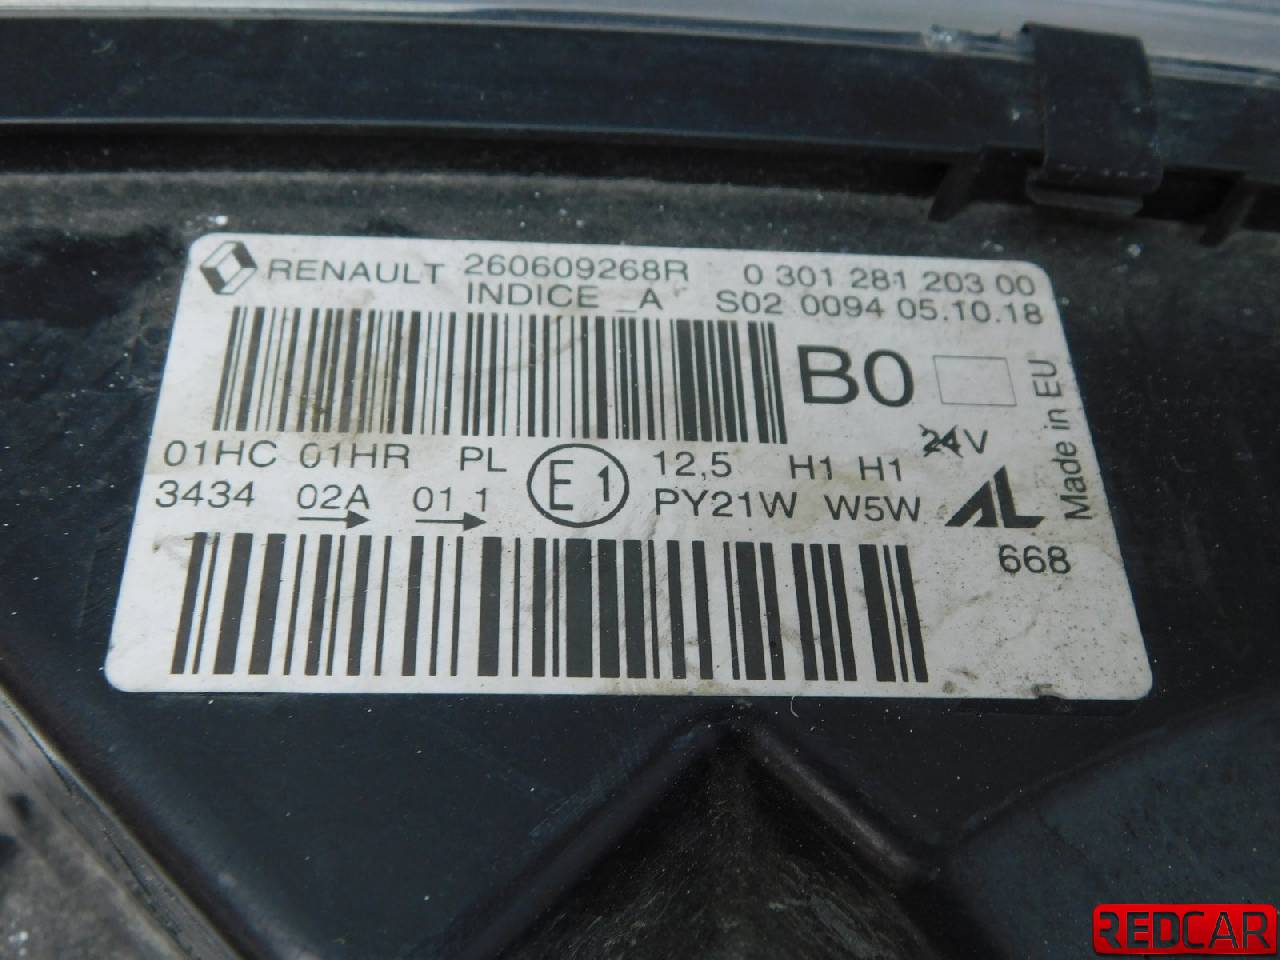 RENAULT 260609268R 0 301 281 203 00
INDICE _A S02 0094 05.10.18
B0
Made in EU
24V
01HC 01HR PL E1 12,5 H1 H1
3434 02A 01 1 PY21W W5W AL
668
REDCAR